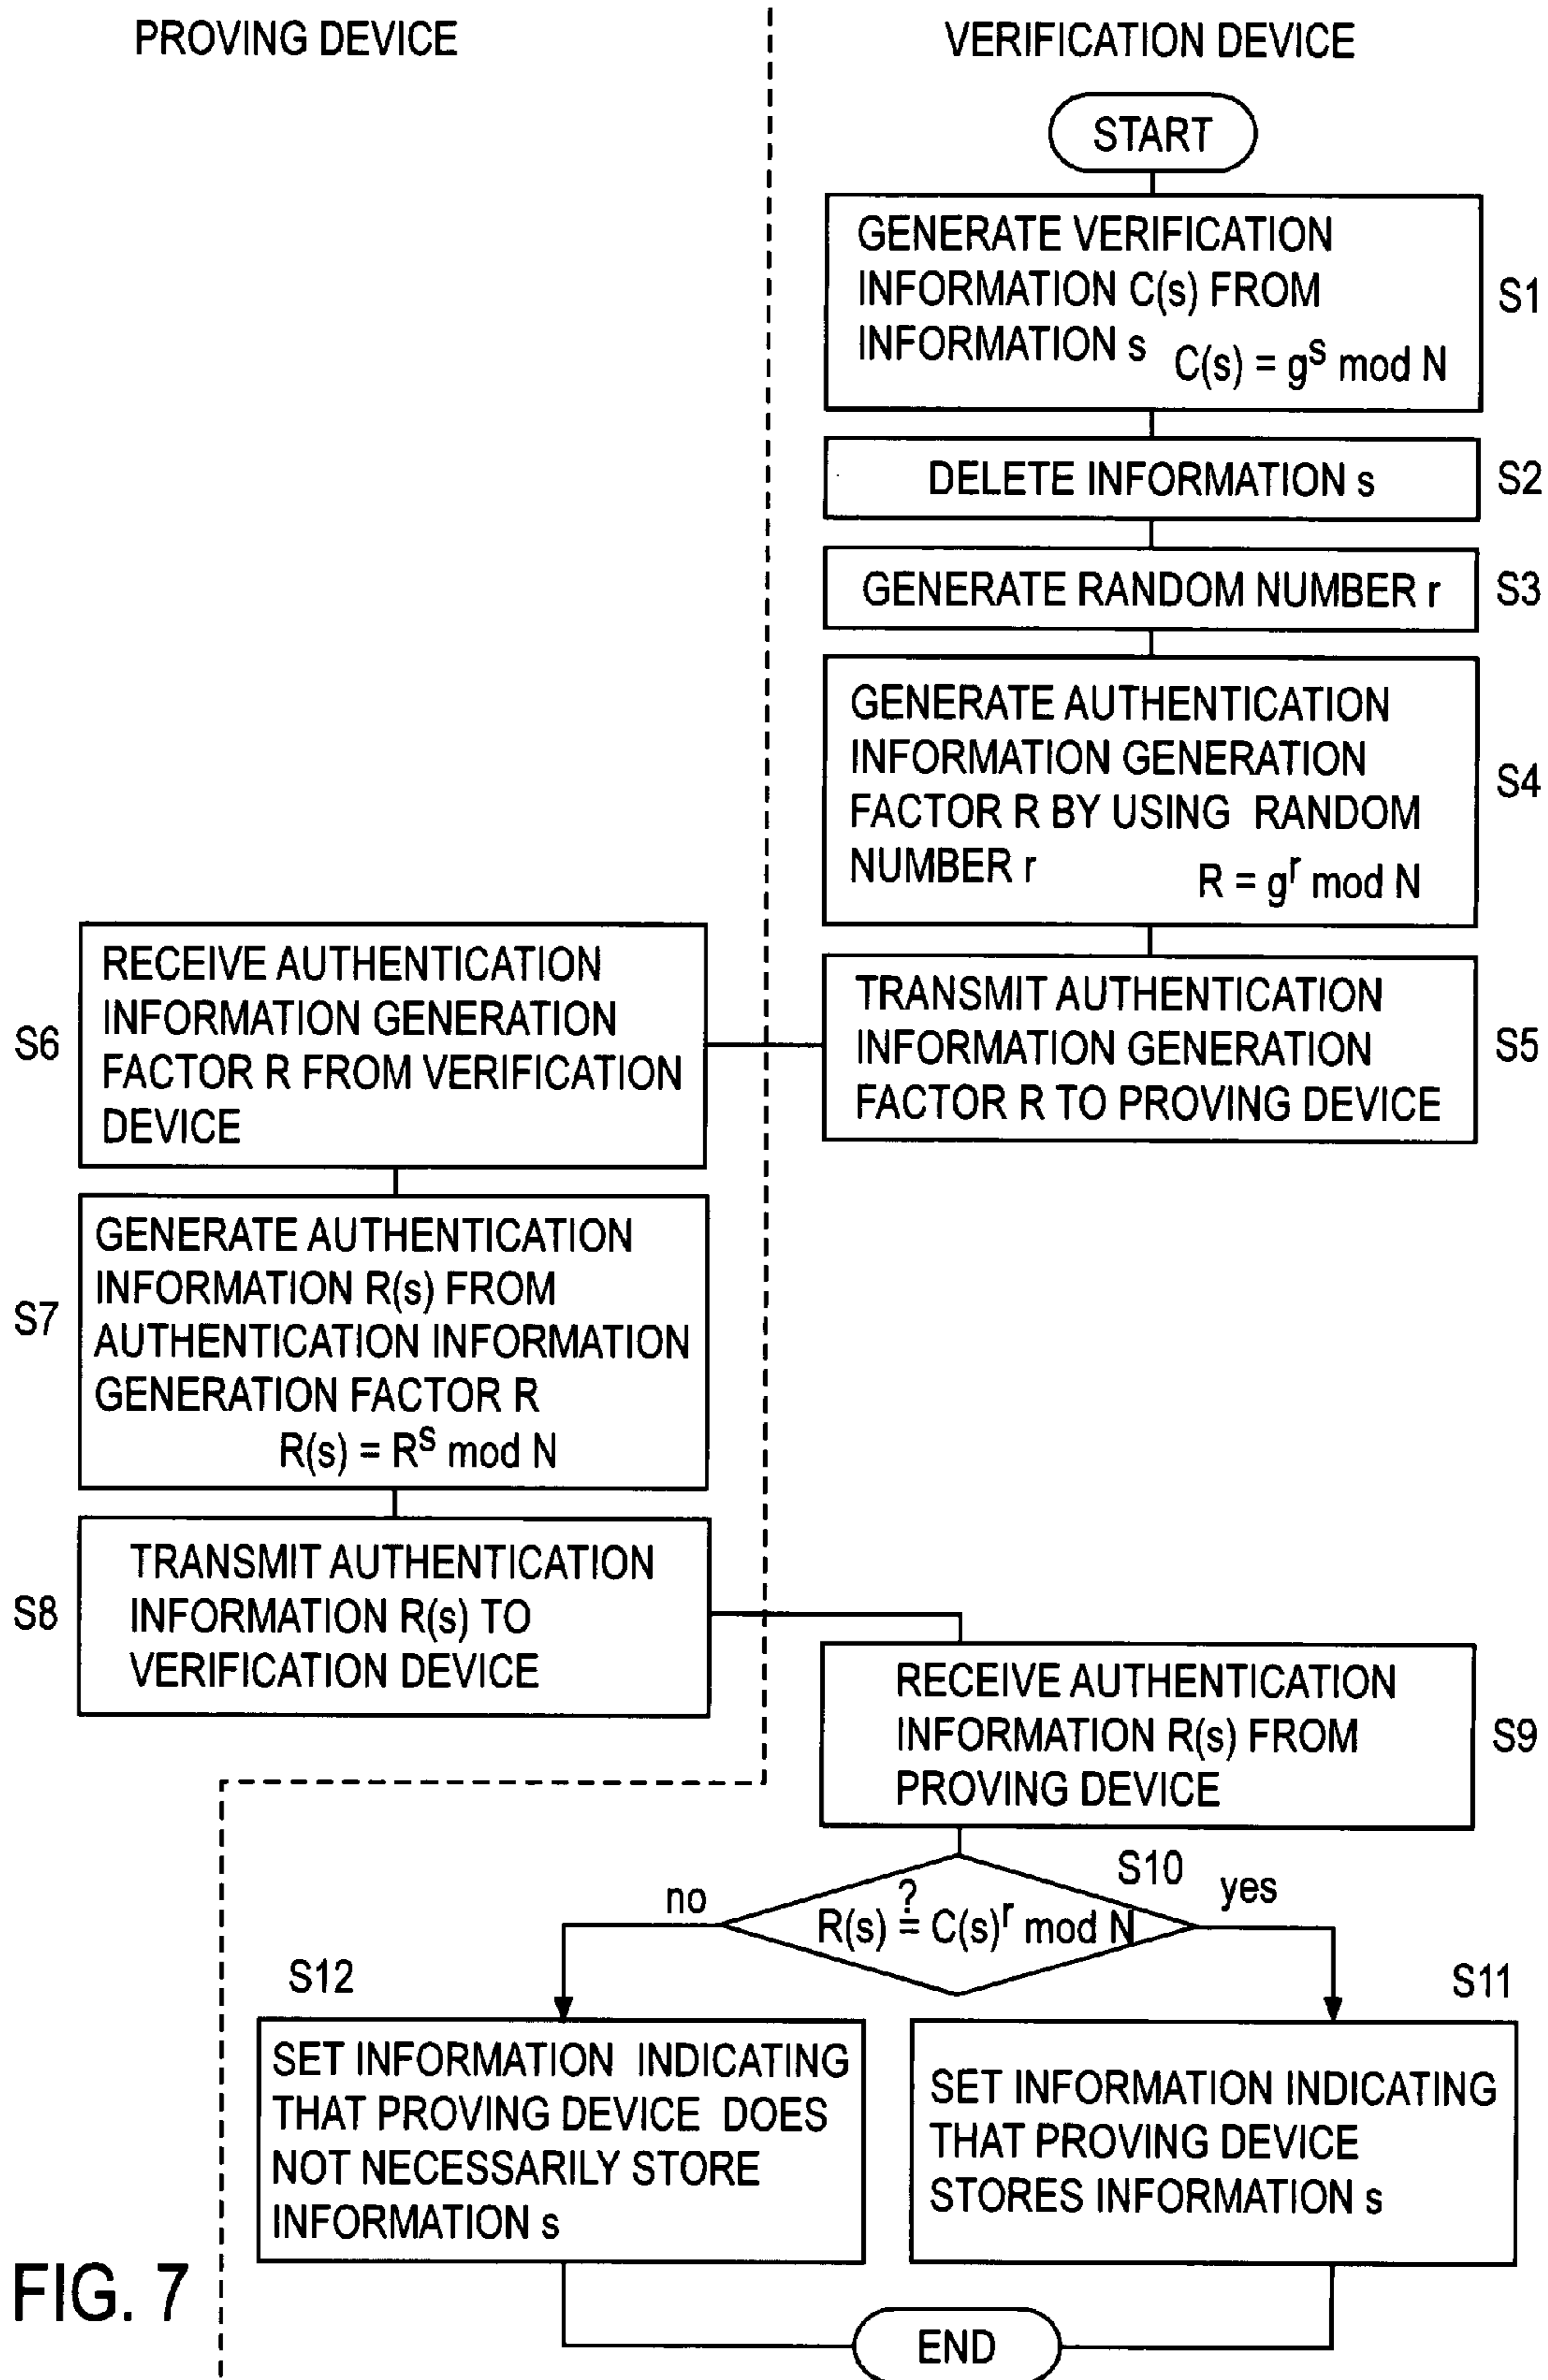 PROVING DEVICE
VERIFICATION DEVICE
START
GENERATE VERIFICATION
INFORMATION C(s) FROM
INFORMATION s C(s) = g^s mod N
S1
DELETE INFORMATION s
S2
GENERATE RANDOM NUMBER r
S3
GENERATE AUTHENTICATION
INFORMATION GENERATION
FACTOR R BY USING RANDOM
NUMBER r R = g^r mod N
S4
TRANSMIT AUTHENTICATION
INFORMATION GENERATION
FACTOR R TO PROVING DEVICE
S5
S6
RECEIVE AUTHENTICATION
INFORMATION GENERATION
FACTOR R FROM VERIFICATION
DEVICE
S7
GENERATE AUTHENTICATION
INFORMATION R(s) FROM
AUTHENTICATION INFORMATION
GENERATION FACTOR R
R(s) = R^s mod N
S8
TRANSMIT AUTHENTICATION
INFORMATION R(s) TO
VERIFICATION DEVICE
RECEIVE AUTHENTICATION
INFORMATION R(s) FROM
PROVING DEVICE
S9
S10
no
yes
?
R(s) = C(s)^r mod N
S12
SET INFORMATION INDICATING
THAT PROVING DEVICE DOES
NOT NECESSARILY STORE
INFORMATION s
S11
SET INFORMATION INDICATING
THAT PROVING DEVICE
STORES INFORMATION s
END
FIG. 7